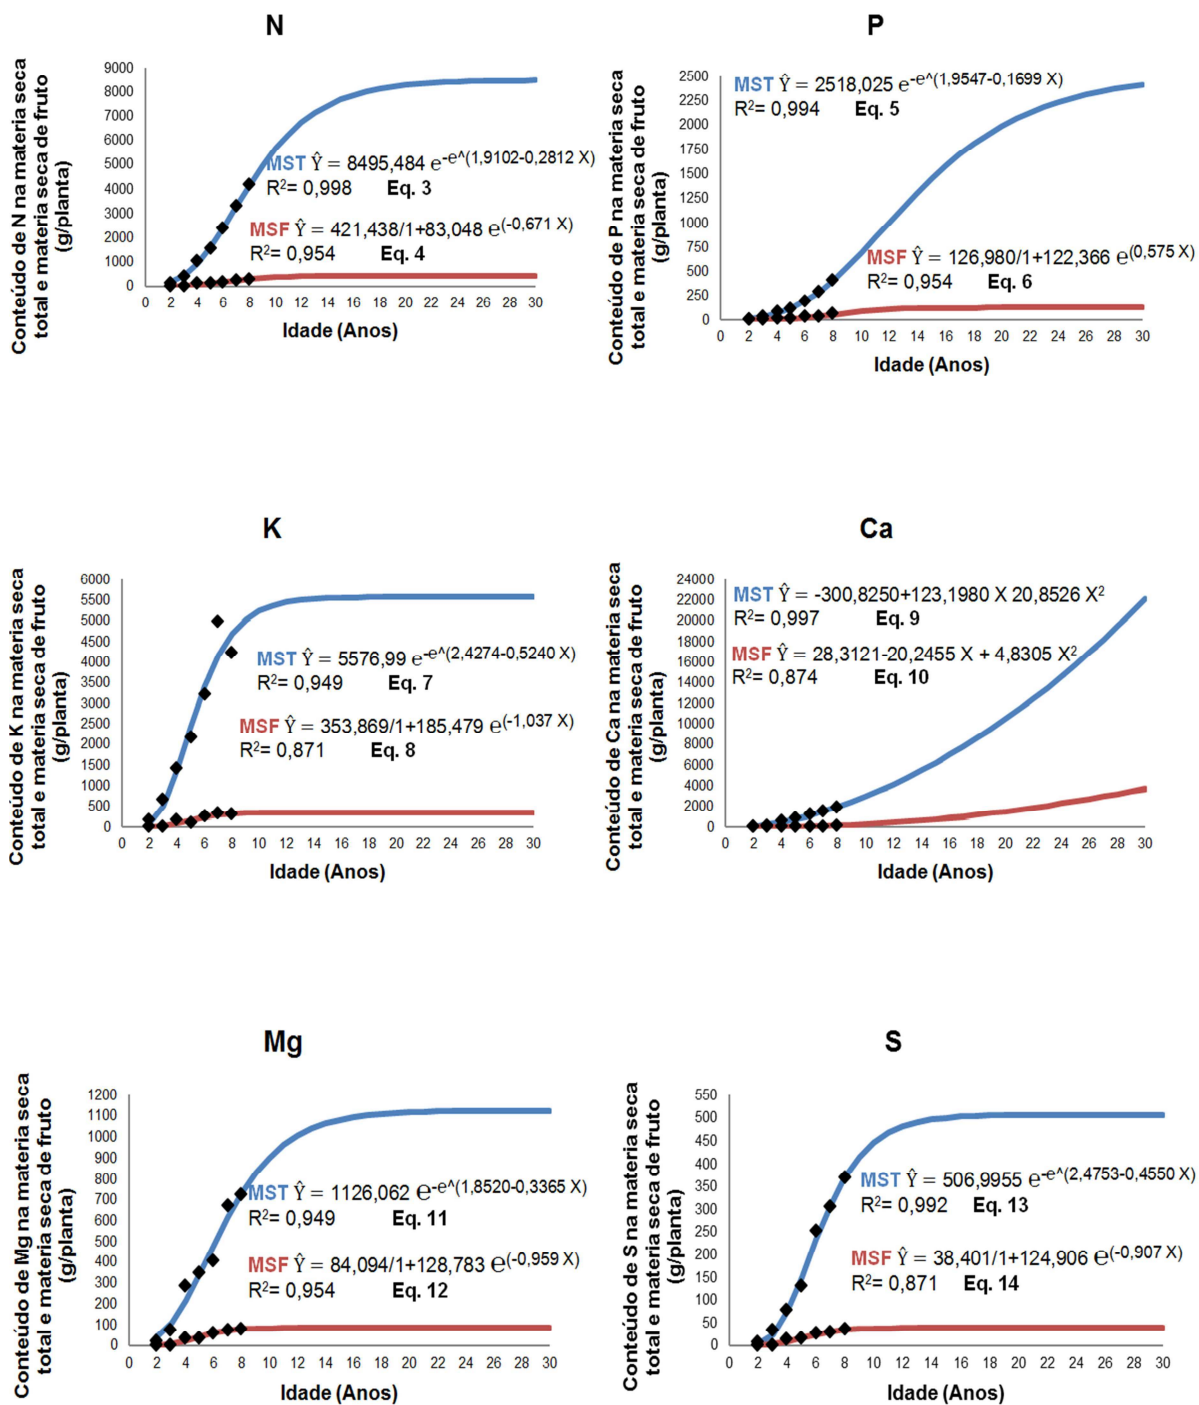 N
Conteúdo de N na materia seca
total e materia seca de fruto
(g/planta)
9000
8000
7000
6000
5000
4000
3000
2000
1000
0
MST Ŷ = 8495,484 e-e^(1,9102-0,2812 X)
R²= 0,998 Eq. 3
MSF Ŷ = 421,438/1+83,048 e(-0,671 X)
R²= 0,954 Eq. 4
0 2 4 6 8 10 12 14 16 18 20 22 24 26 28 30
Idade (Anos)
P
Conteúdo de P na materia seca
total e materia seca de fruto
(g/planta)
2500
2250
2000
1750
1500
1250
1000
750
500
250
0
MST Ŷ = 2518,025 e-e^(1,9547-0,1699 X)
R²= 0,994 Eq. 5
MSF Ŷ = 126,980/1+122,366 e(0,575 X)
R²= 0,954 Eq. 6
0 2 4 6 8 10 12 14 16 18 20 22 24 26 28 30
Idade (Anos)
K
Conteúdo de K na materia seca
total e materia seca de fruto
(g/planta)
6000
5500
5000
4500
4000
3500
3000
2500
2000
1500
1000
500
0
MST Ŷ = 5576,99 e-e^(2,4274-0,5240 X)
R²= 0,949 Eq. 7
MSF Ŷ = 353,869/1+185,479 e(-1,037 X)
R²= 0,871 Eq. 8
0 2 4 6 8 10 12 14 16 18 20 22 24 26 28 30
Idade (Anos)
Ca
Conteúdo de Ca na materia seca
total e materia seca de fruto
(g/planta)
24000
22000
20000
18000
16000
14000
12000
10000
8000
6000
4000
2000
0
MST Ŷ = -300,8250+123,1980 X 20,8526 X²
R²= 0,997 Eq. 9
MSF Ŷ = 28,3121-20,2455 X + 4,8305 X²
R²= 0,874 Eq. 10
0 2 4 6 8 10 12 14 16 18 20 22 24 26 28 30
Idade (Anos)
Mg
Conteúdo de Mg na materia seca
total e materia seca de fruto
(g/planta)
1200
1100
1000
900
800
700
600
500
400
300
200
100
0
MST Ŷ = 1126,062 e-e^(1,8520-0,3365 X)
R²= 0,949 Eq. 11
MSF Ŷ = 84,094/1+128,783 e(-0,959 X)
R²= 0,954 Eq. 12
0 2 4 6 8 10 12 14 16 18 20 22 24 26 28 30
Idade (Anos)
S
Conteúdo de S na materia seca
total e materia seca de fruto
(g/planta)
550
500
450
400
350
300
250
200
150
100
50
0
MST Ŷ = 506,9955 e-e^(2,4753-0,4550 X)
R²= 0,992 Eq. 13
MSF Ŷ = 38,401/1+124,906 e(-0,907 X)
R²= 0,871 Eq. 14
0 2 4 6 8 10 12 14 16 18 20 22 24 26 28 30
Idade (Anos)